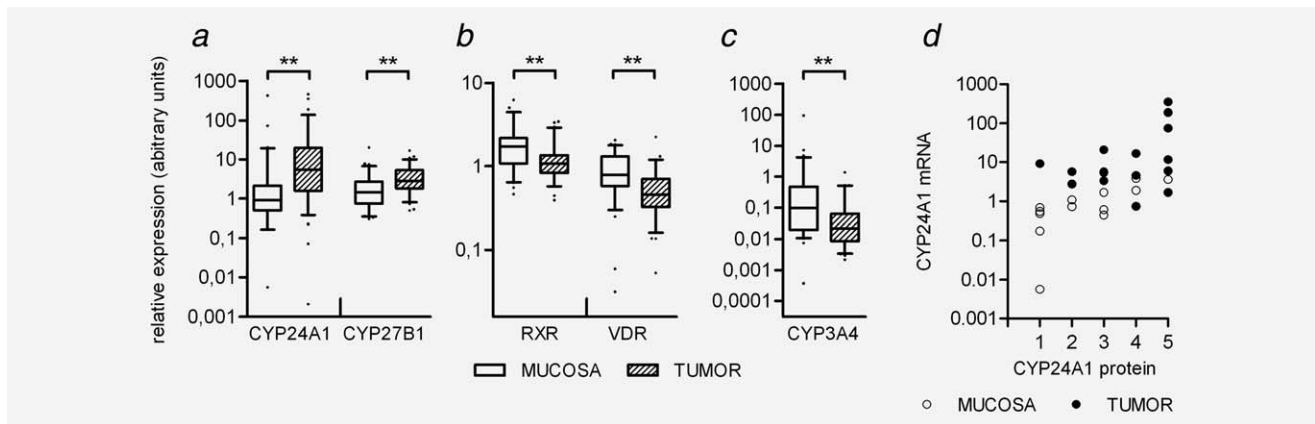 a
b
c
d
relative expression (abitrary units)
**
**
1000
100
10
1
0,1
0,01
0,001
CYP24A1
CYP27B1
**
**
10
1
0,1
RXR
VDR
**
1000
100
10
1
0,1
0,01
0,001
0,0001
CYP3A4
MUCOSA
TUMOR
CYP24A1 mRNA
1000
100
10
1
0.1
0.01
0.001
1 2 3 4 5
CYP24A1 protein
MUCOSA
TUMOR